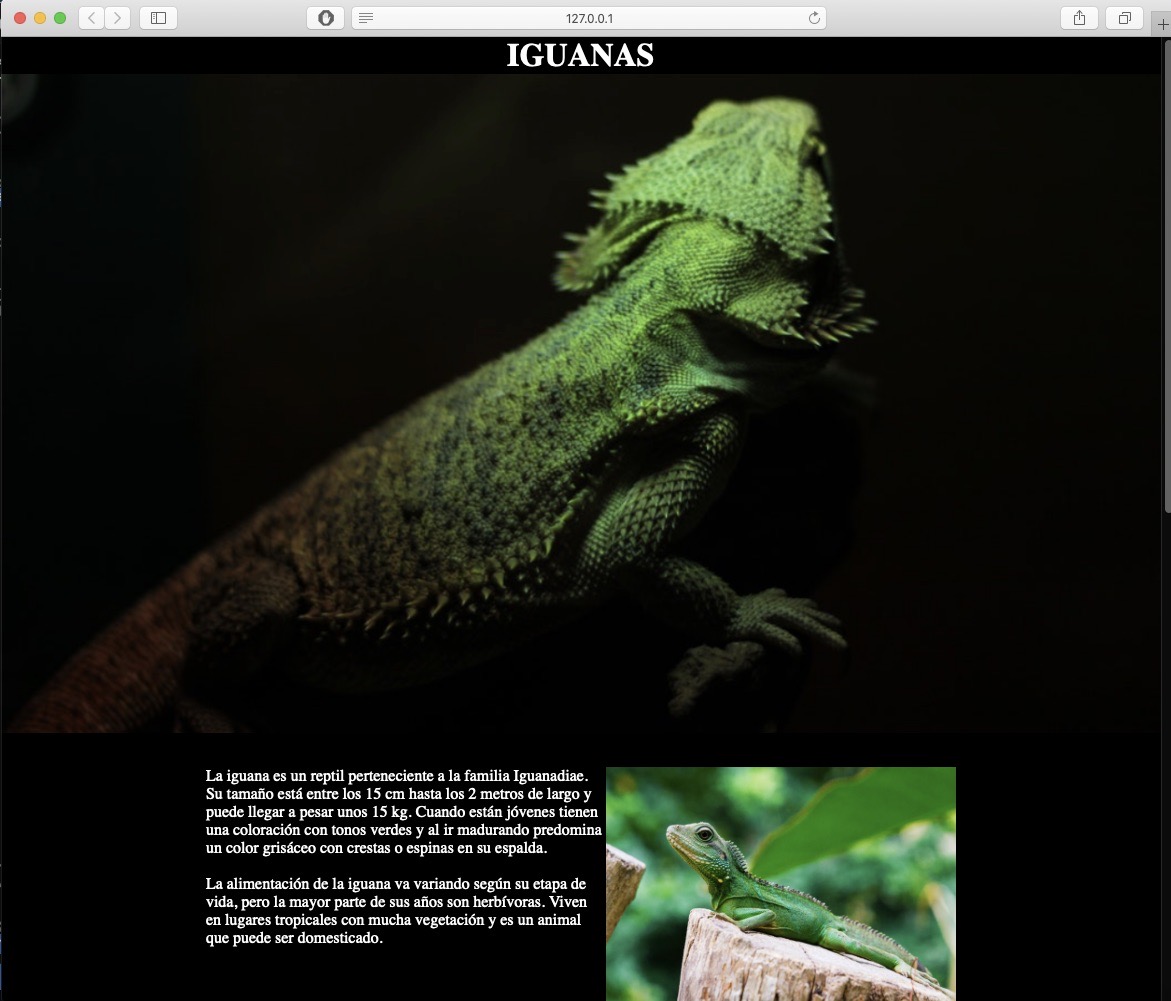 127.0.0.1
IGUANAS
La iguana es un reptil perteneciente a la familia Iguanadiae.
Su tamaño está entre los 15 cm hasta los 2 metros de largo y
puede llegar a pesar unos 15 kg. Cuando están jóvenes tienen
una coloración con tonos verdes y al ir madurando predomina
un color grisáceo con crestas o espinas en su espalda.
La alimentación de la iguana va variando según su etapa de
vida, pero la mayor parte de sus años son herbívoras. Viven
en lugares tropicales con mucha vegetación y es un animal
que puede ser domesticado.